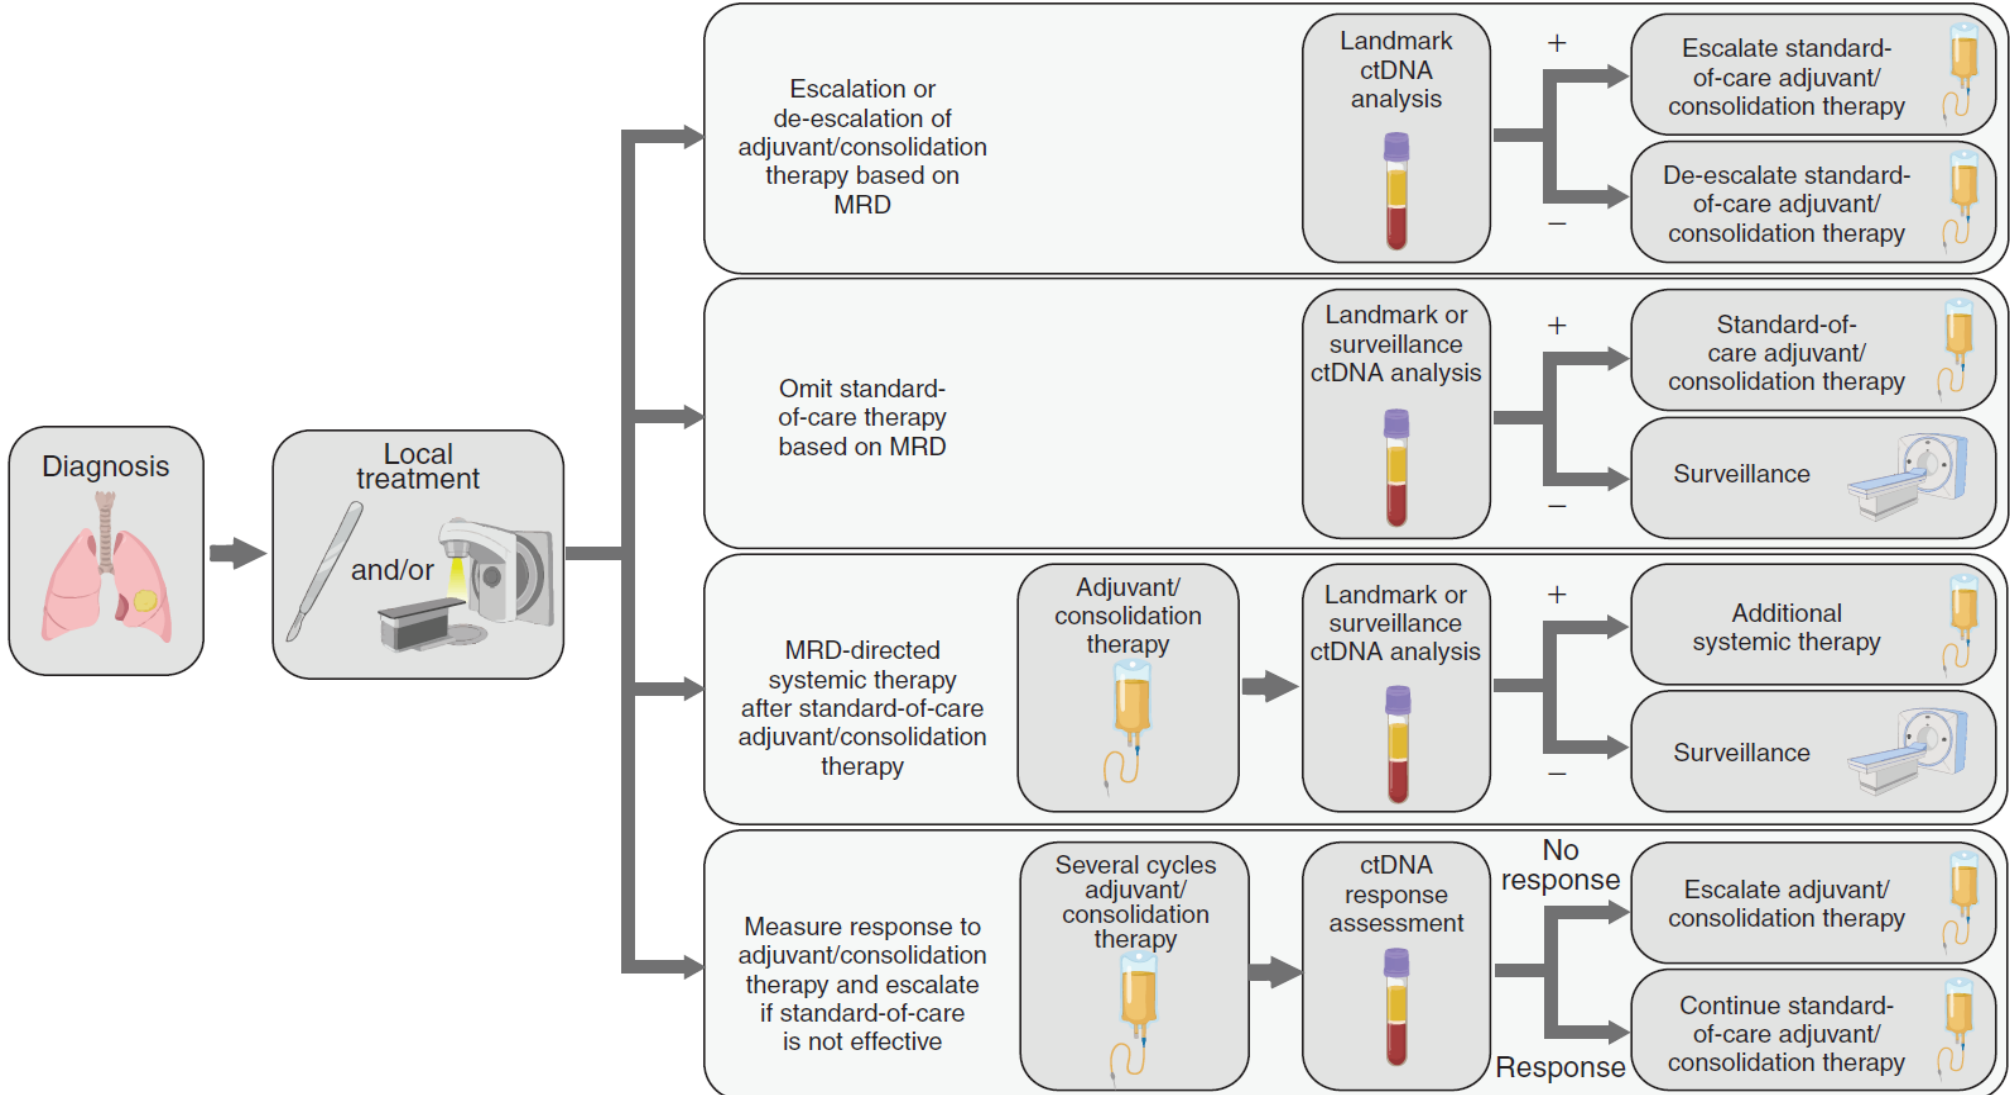 Diagnosis
Local
treatment
and/or
Escalation or
de-escalation of
adjuvant/consolidation
therapy based on
MRD
Landmark
ctDNA
analysis
+
−
Escalate standard-
of-care adjuvant/
consolidation therapy
De-escalate standard-
of-care adjuvant/
consolidation therapy
Omit standard-
of-care therapy
based on MRD
Landmark or
surveillance
ctDNA analysis
+
−
Standard-of-
care adjuvant/
consolidation therapy
Surveillance
MRD-directed
systemic therapy
after standard-of-care
adjuvant/consolidation
therapy
Adjuvant/
consolidation
therapy
Landmark or
surveillance
ctDNA analysis
+
−
Additional
systemic therapy
Surveillance
Measure response to
adjuvant/consolidation
therapy and escalate
if standard-of-care
is not effective
Several cycles
adjuvant/
consolidation
therapy
ctDNA
response
assessment
No
response
Response
Escalate adjuvant/
consolidation therapy
Continue standard-
of-care adjuvant/
consolidation therapy